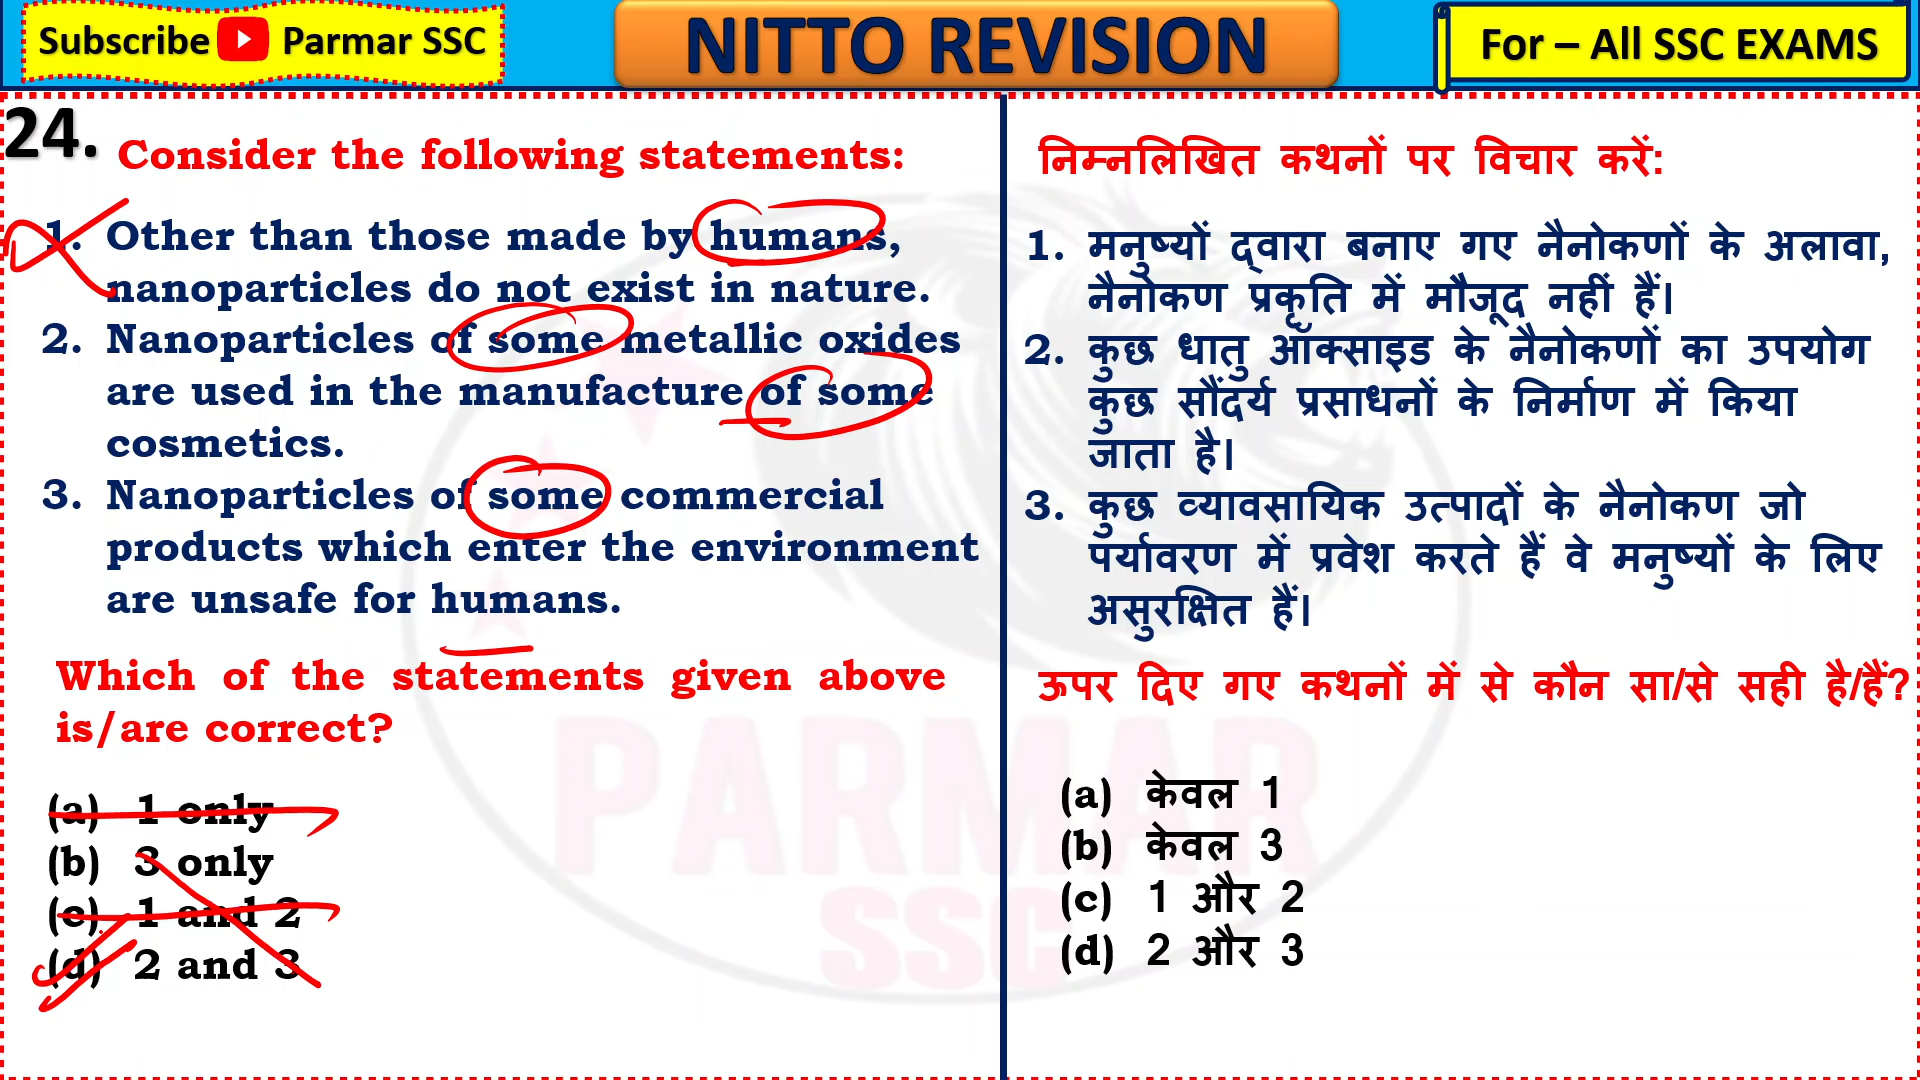 Subscribe Parmar SSC
NITTO REVISION
For – All SSC EXAMS
24.
Consider the following statements:
1. Other than those made by humans,
nanoparticles do not exist in nature.
2. Nanoparticles of some metallic oxides
are used in the manufacture of some
cosmetics.
3. Nanoparticles of some commercial
products which enter the environment
are unsafe for humans.
Which of the statements given above
is/are correct?
(a) 1 only
(b) 3 only
(c) 1 and 2
(d) 2 and 3
निम्नलिखित कथनों पर विचार करें:
1. मनुष्यों द्वारा बनाए गए नैनोकणों के अलावा,
नैनोकण प्रकृति में मौजूद नहीं हैं।
2. कुछ धातु ऑक्साइड के नैनोकणों का उपयोग
कुछ सौंदर्य प्रसाधनों के निर्माण में किया
जाता है।
3. कुछ व्यावसायिक उत्पादों के नैनोकण जो
पर्यावरण में प्रवेश करते हैं वे मनुष्यों के लिए
असुरक्षित हैं।
ऊपर दिए गए कथनों में से कौन सा/से सही है/हैं?
(a) केवल 1
(b) केवल 3
(c) 1 और 2
(d) 2 और 3
PARMAR
SSC